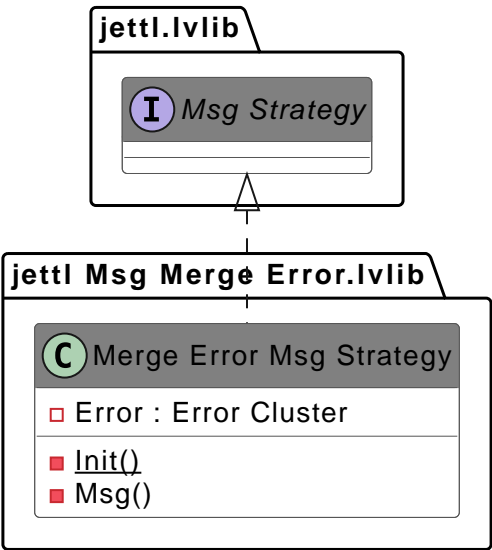 jettl.lvlib
I Msg Strategy
jettl Msg Merge Error.lvlib
C Merge Error Msg Strategy
Error : Error Cluster
Init()
Msg()